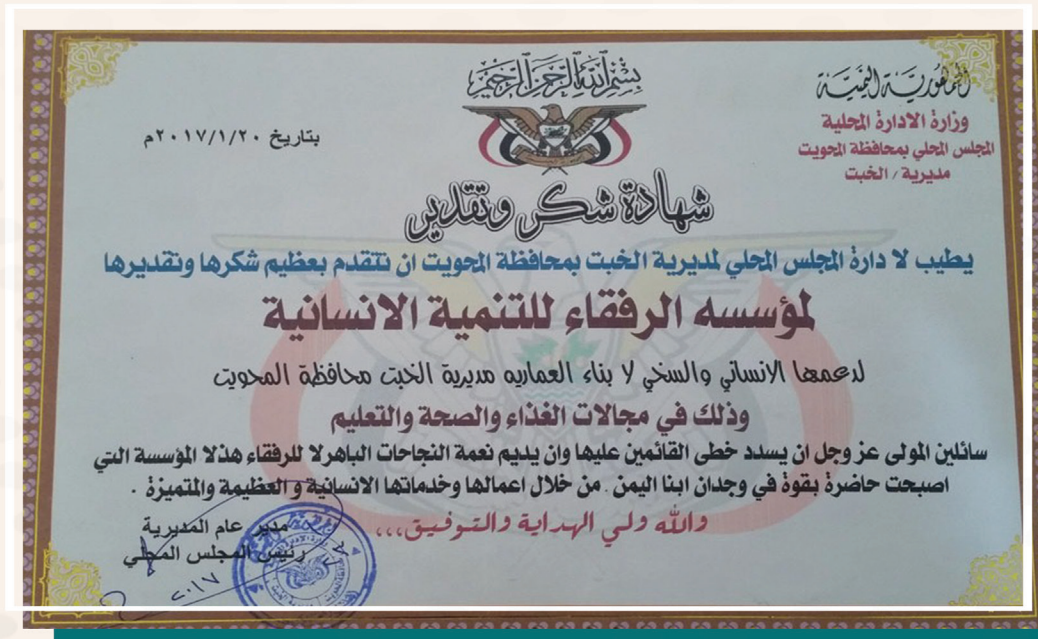 بسم الله الرحمن الرحيم
الجمهورية اليمنية
وزارة الادارة المحلية
المجلس المحلي بمحافظة المحويت
مديرية / الخبت
بتاريخ ٢٠١٧/١/٢٠م
شهادة شكر وتقدير
يطيب لا دارة المجلس المحلي لمديرية الخبت بمحافظة المحويت ان تتقدم بعظيم شكرها وتقديرها
لمؤسسه الرفقاء للتنمية الانسانية
لدعمها الانساني والسخي لا بناء العماريه مديرية الخبت محافظة المحويت
وذلك في مجالات الغذاء والصحة والتعليم
سائلين المولى عز وجل ان يسدد خطى القائمين عليها وان يديم نعمة النجاحات الباهرة للرفقاء هذة المؤسسة التي
اصبحت حاضرة بقوة في وجدان ابنا اليمن . من خلال اعمالها وخدماتها الانسانية و العظيمة والمتميزة .
والله ولي الهداية والتوفيق,,,
مدير عام المديرية
رئيس المجلس المحلي
٢٠١٧